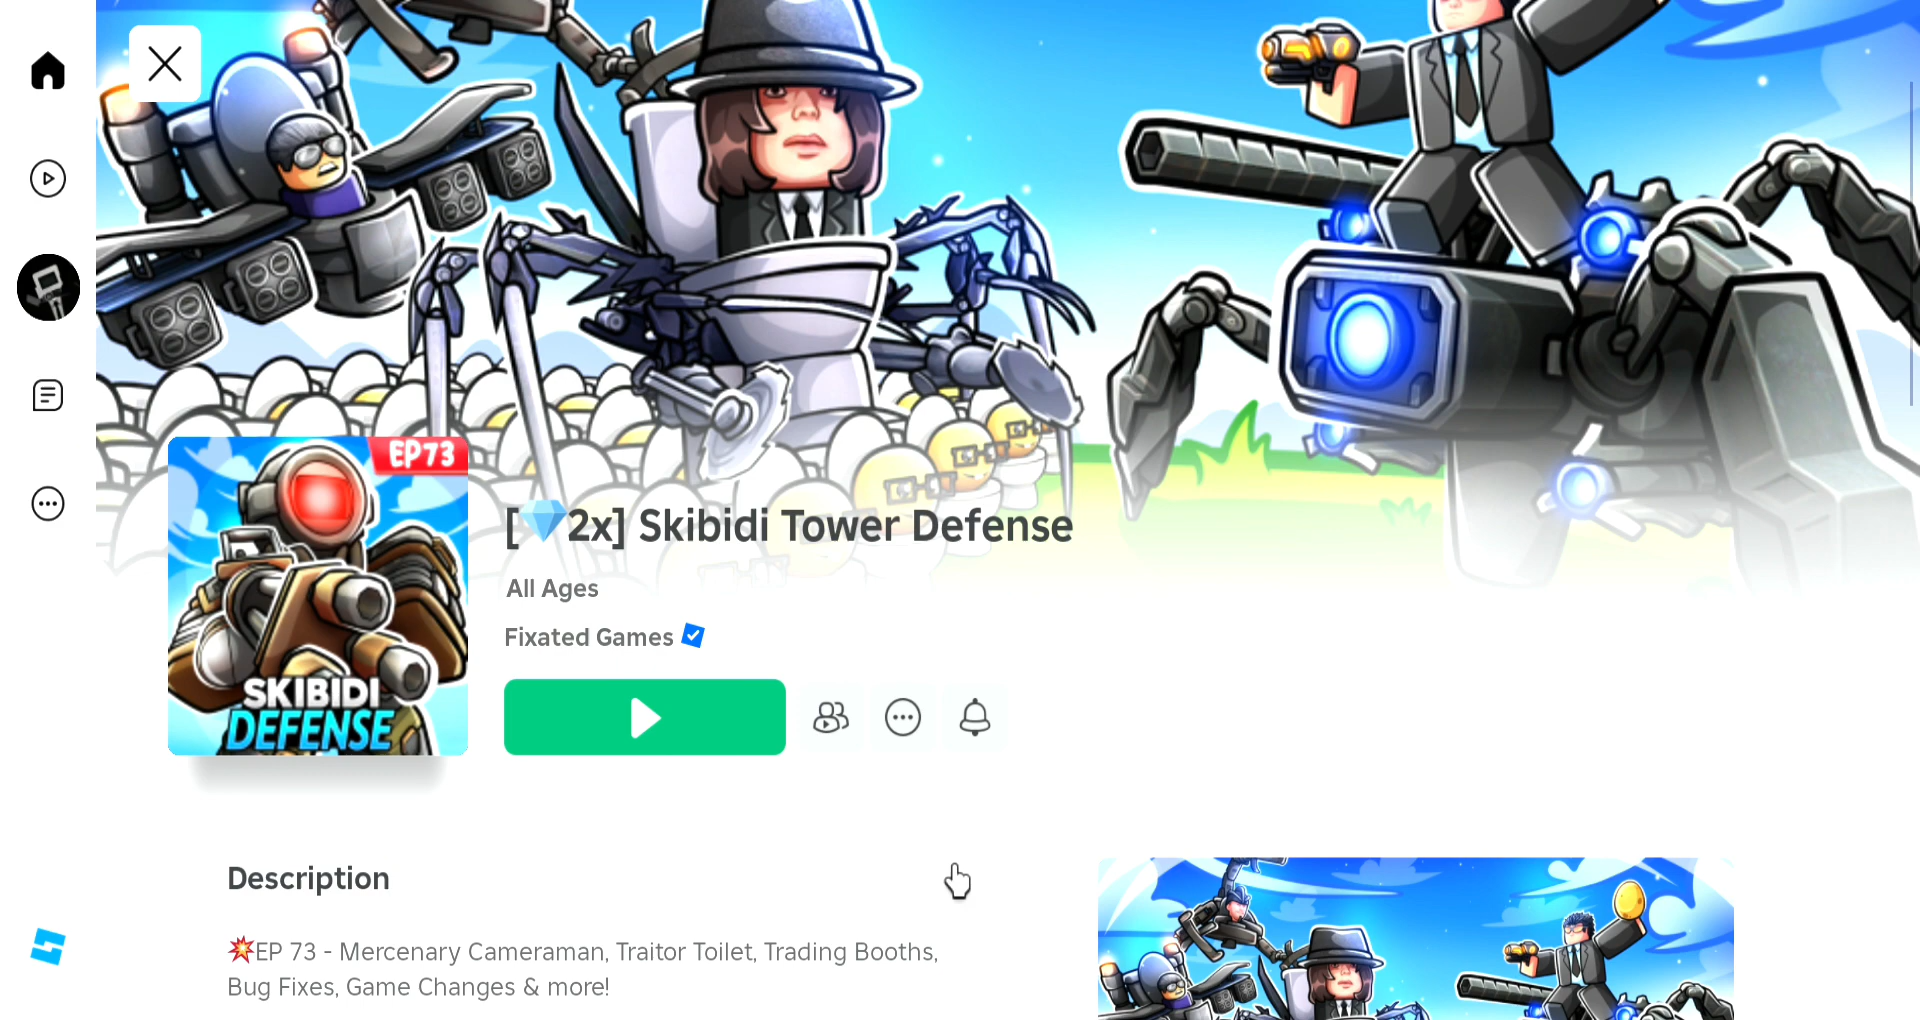 EP73
SKIBIDI
DEFENSE
[💎2x] Skibidi Tower Defense
All Ages
Fixated Games
Description
💥EP 73 - Mercenary Cameraman, Traitor Toilet, Trading Booths,
Bug Fixes, Game Changes & more!